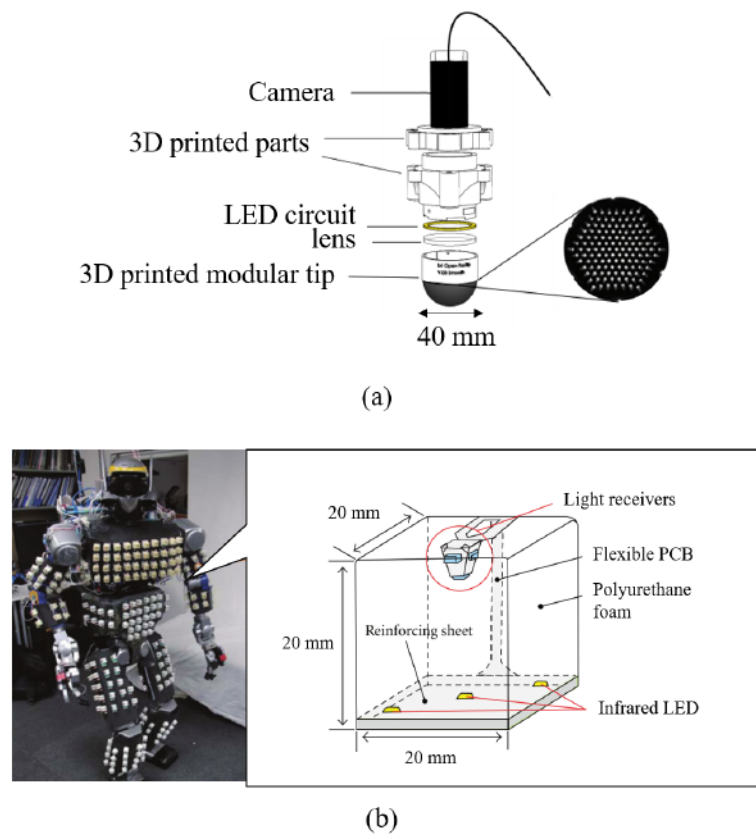 Camera
3D printed parts
LED circuit
lens
3D printed modular tip
40 mm
(a)
Light receivers
20 mm
Flexible PCB
Polyurethane
foam
Reinforcing sheet
20 mm
Infrared LED
20 mm
(b)